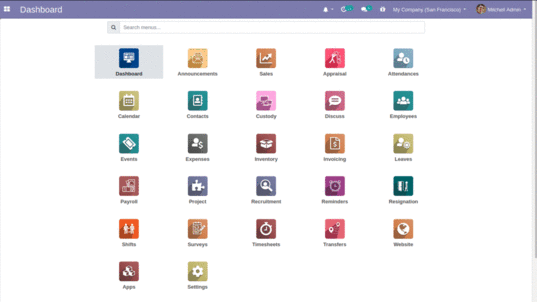 Dashboard
My Company (San Francisco)
Mitchell Admin
Search menus...
Dashboard
Announcements
Sales
Appraisal
Attendances
Calendar
Contacts
Custody
Discuss
Employees
Events
Expenses
Inventory
Invoicing
Leaves
Payroll
Project
Recruitment
Reminders
Resignation
Shifts
Surveys
Timesheets
Transfers
Website
Apps
Settings